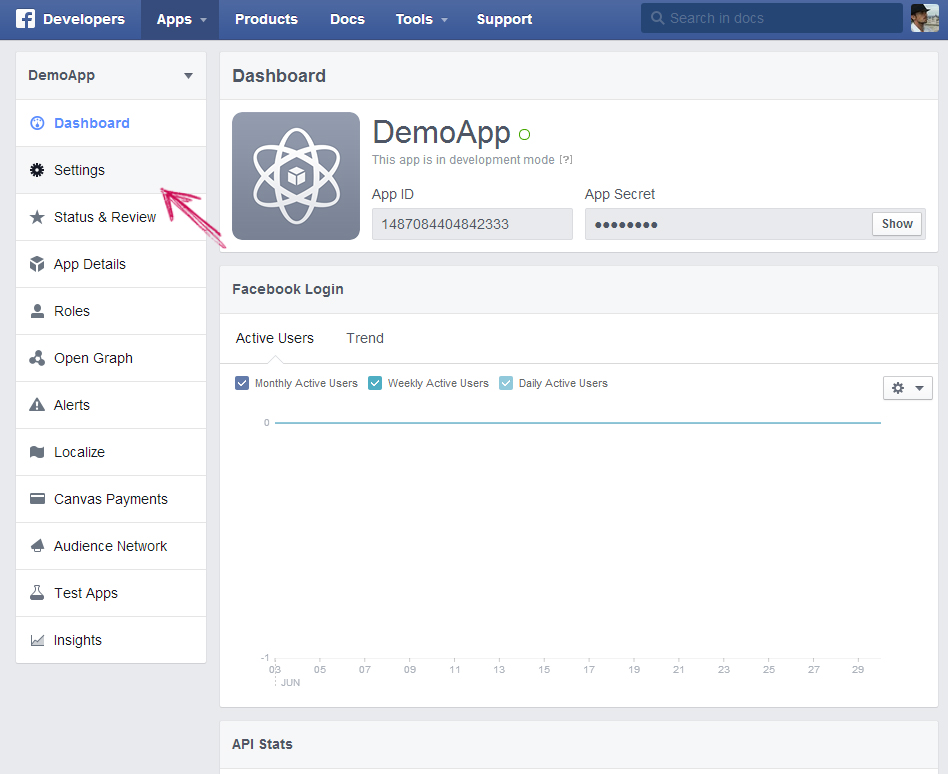 Developers Apps Products Docs Tools Support Search in docs
DemoApp
Dashboard
Settings
Status & Review
App Details
Roles
Open Graph
Alerts
Localize
Canvas Payments
Audience Network
Test Apps
Insights
Dashboard
DemoApp
This app is in development mode [?]
App ID App Secret
1487084404842333 ●●●●●●●● Show
Facebook Login
Active Users Trend
Monthly Active Users Weekly Active Users Daily Active Users
0
-1
03 05 07 09 11 13 15 17 19 21 23 25 27 29
JUN
API Stats